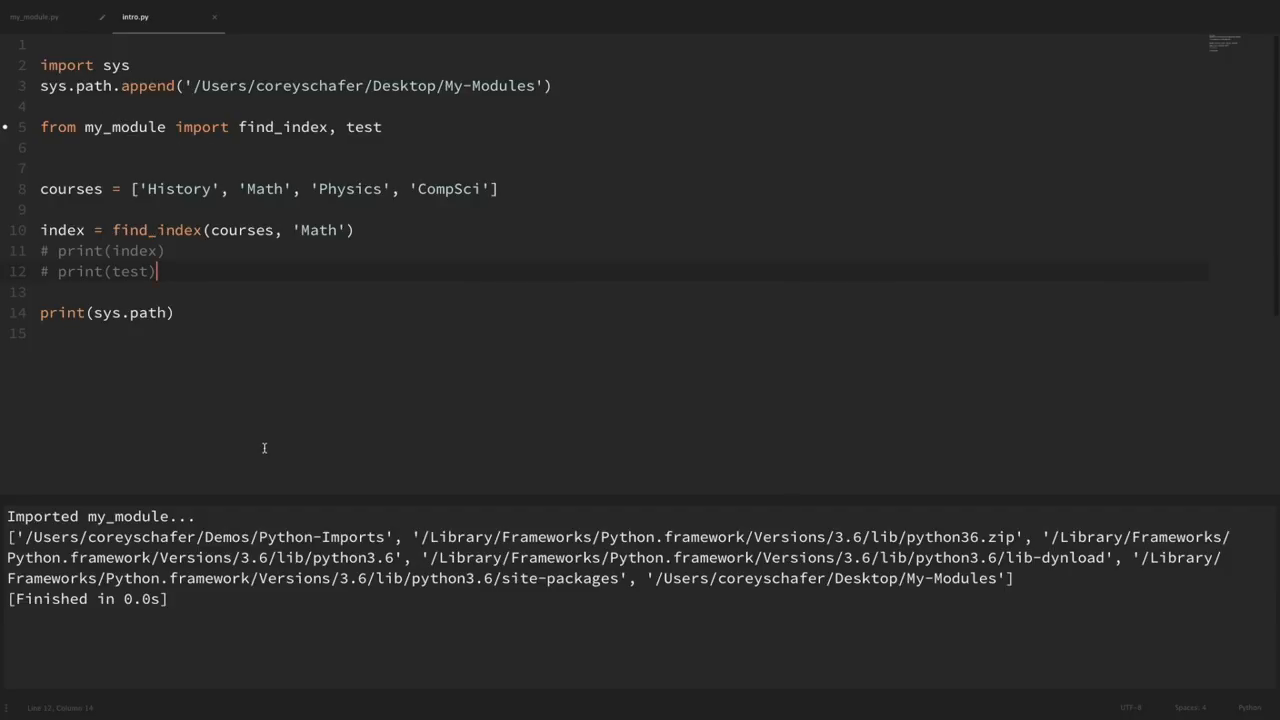 my_module.py
intro.py
×
1
2 import sys
3 sys.path.append('/Users/coreyschafer/Desktop/My-Modules')
4
5 from my_module import find_index, test
6
7
8 courses = ['History', 'Math', 'Physics', 'CompSci']
9
10 index = find_index(courses, 'Math')
11 # print(index)
12 # print(test)
13
14 print(sys.path)
15
Imported my_module...
['/Users/coreyschafer/Demos/Python-Imports', '/Library/Frameworks/Python.framework/Versions/3.6/lib/python36.zip', '/Library/Frameworks/
Python.framework/Versions/3.6/lib/python3.6', '/Library/Frameworks/Python.framework/Versions/3.6/lib/python3.6/lib-dynload', '/Library/
Frameworks/Python.framework/Versions/3.6/lib/python3.6/site-packages', '/Users/coreyschafer/Desktop/My-Modules']
[Finished in 0.0s]
Line 12, Column 14
UTF-8
Spaces: 4
Python